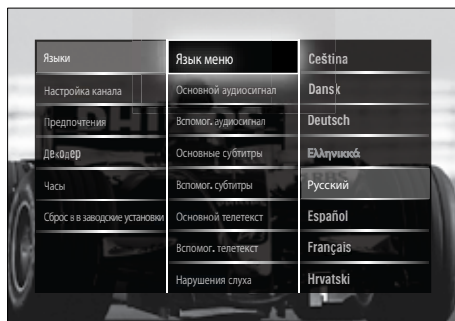 Языки
Настройка канала
Предпочтения
Декодер
Часы
Сброс в в заводские установки
Язык меню
Основной аудиосигнал
Вспомог. аудиосигнал
Основные субтитры
Вспомог. субтитры
Основной телетекст
Вспомог. телетекст
Нарушения слуха
Ceština
Dansk
Deutsch
Ελληνικά
Русский
Español
Français
Hrvatski